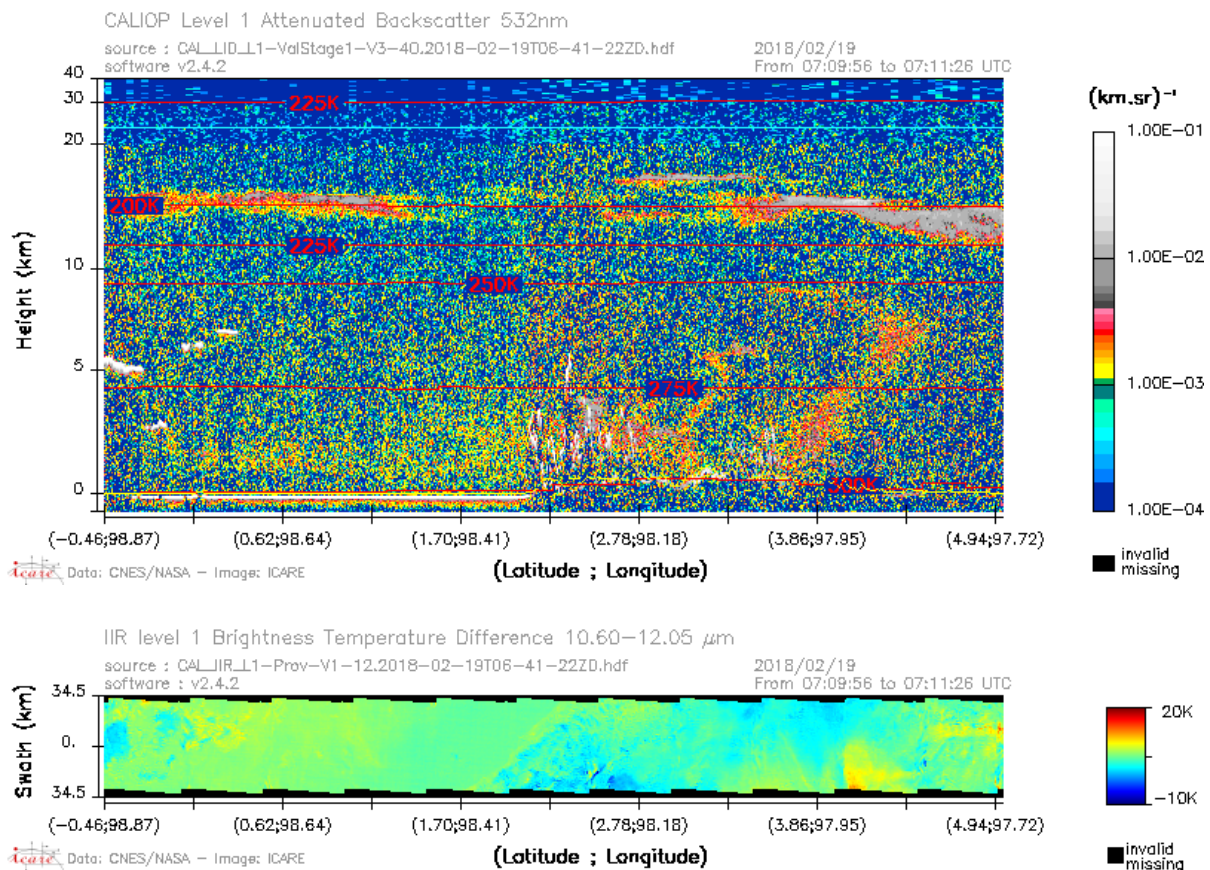 CALIOP Level 1 Attenuated Backscatter 532nm
source : CAL_LID_L1-ValStage1-V3-40.2018-02-19T06-41-22ZD.hdf
2018/02/19
software v2.4.2
From 07:09:56 to 07:11:26 UTC
Height (km)
40
30
20
10
5
0
225K
200K
225K
250K
275K
300K
(km.sr)⁻¹
1.00E-01
1.00E-02
1.00E-03
1.00E-04
invalid
missing
(-0.46;98.87)
(0.62;98.64)
(1.70;98.41)
(2.78;98.18)
(3.86;97.95)
(4.94;97.72)
(Latitude ; Longitude)
icare Data: CNES/NASA - Image: ICARE
IIR level 1 Brightness Temperature Difference 10.60-12.05 μm
source : CAL_IIR_L1-Prov-V1-12.2018-02-19T06-41-22ZD.hdf
2018/02/19
software : v2.4.2
From 07:09:56 to 07:11:26 UTC
Swath (km)
34.5
0.
34.5
20K
-10K
invalid
missing
(-0.46;98.87)
(0.62;98.64)
(1.70;98.41)
(2.78;98.18)
(3.86;97.95)
(4.94;97.72)
(Latitude ; Longitude)
icare Data: CNES/NASA - Image: ICARE